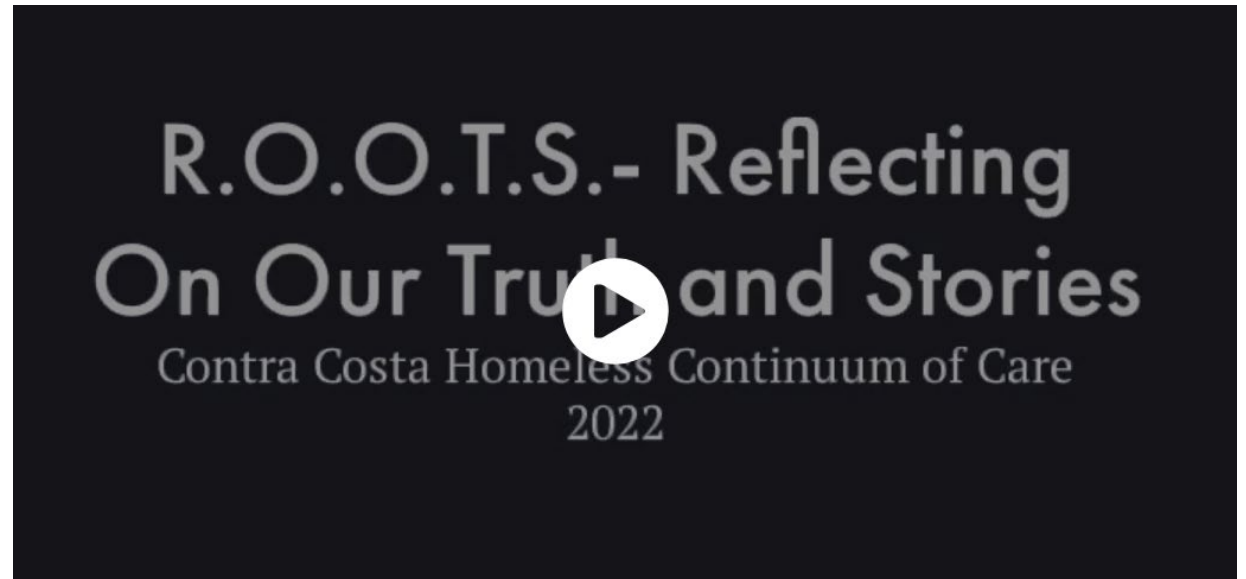 R.O.O.T.S.- Reflecting
On Our Truth and Stories
Contra Costa Homeless Continuum of Care
2022